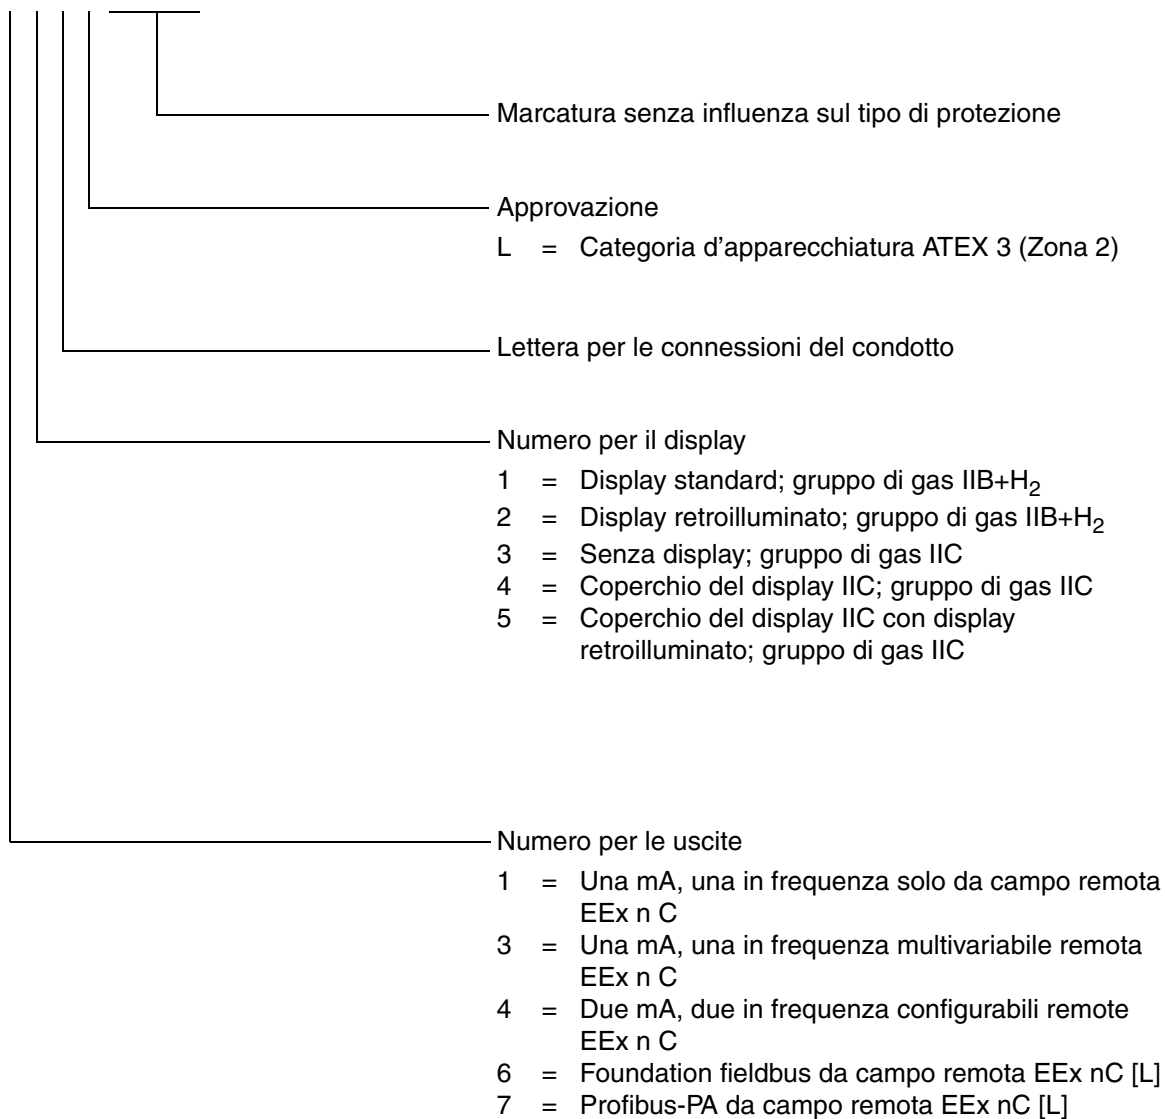 Marcatura senza influenza sul tipo di protezione
Approvazione
L = Categoria d'apparecchiatura ATEX 3 (Zona 2)
Lettera per le connessioni del condotto
Numero per il display
1 = Display standard; gruppo di gas IIB+H2
2 = Display retroilluminato; gruppo di gas IIB+H2
3 = Senza display; gruppo di gas IIC
4 = Coperchio del display IIC; gruppo di gas IIC
5 = Coperchio del display IIC con display
retroilluminato; gruppo di gas IIC
Numero per le uscite
1 = Una mA, una in frequenza solo da campo remota
EEx n C
3 = Una mA, una in frequenza multivariabile remota
EEx n C
4 = Due mA, due in frequenza configurabili remote
EEx n C
6 = Foundation fieldbus da campo remota EEx nC [L]
7 = Profibus-PA da campo remota EEx nC [L]